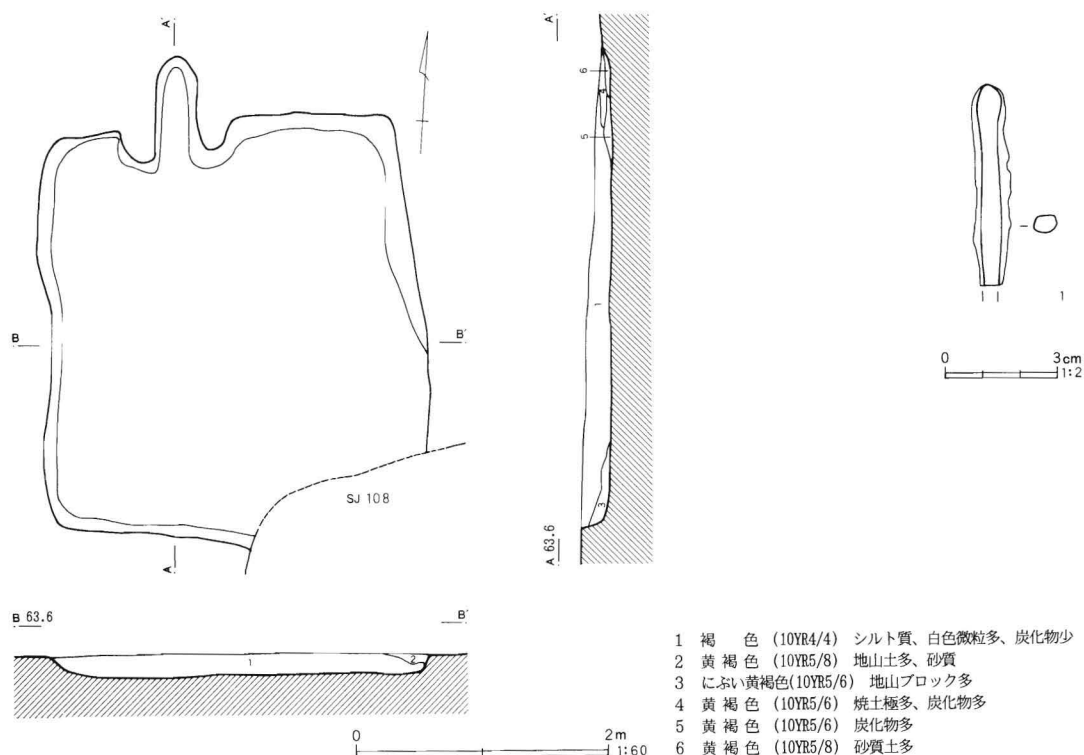 A'
A'
6
4
5
1
1
0 3cm
1:2
B B'
SJ 108
3
A
A 63.6
B 63.6 B'
1 2
0 2m
1:60
1 褐 色 (10YR4/4) シルト質、白色微粒多、炭化物少
2 黄 褐 色 (10YR5/8) 地山土多、砂質
3 にぶい黄褐色(10YR5/6) 地山ブロック多
4 黄 褐 色 (10YR5/6) 焼土極多、炭化物多
5 黄 褐 色 (10YR5/6) 炭化物多
6 黄 褐 色 (10YR5/8) 砂質土多